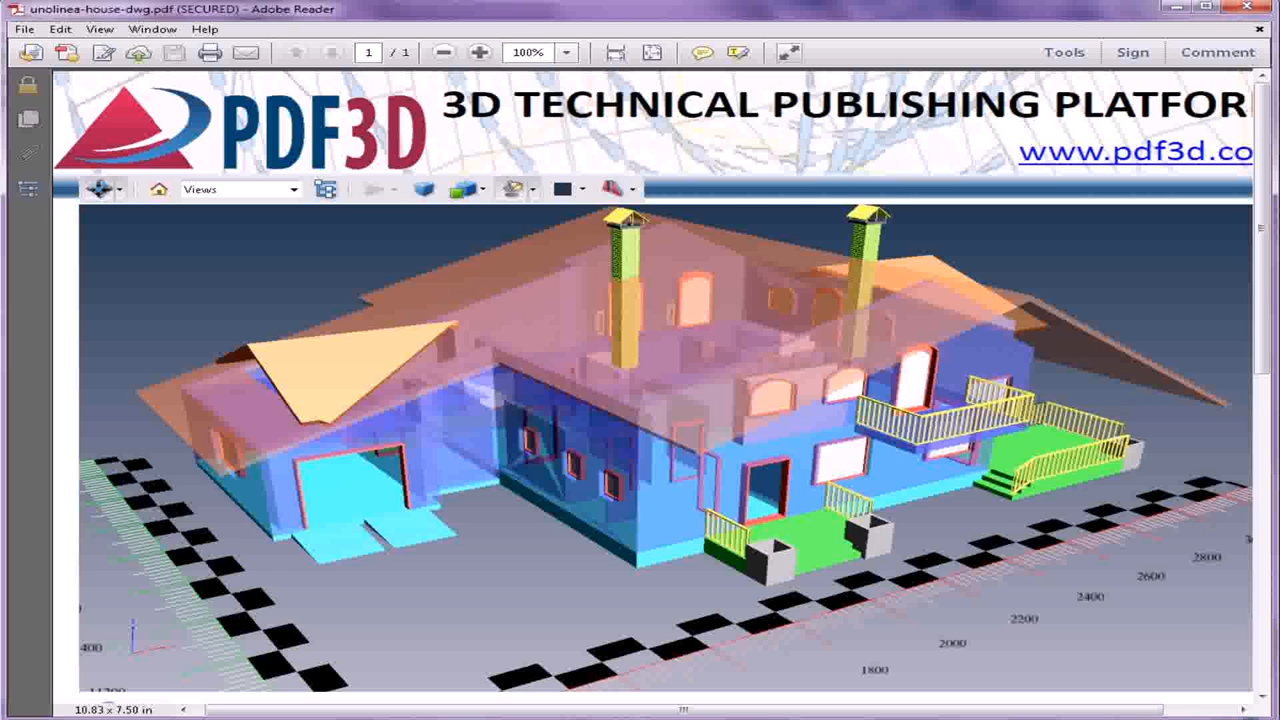 unolinea-house-dwg.pdf (SECURED) - Adobe Reader
File Edit View Window Help
1 / 1 100% Tools Sign Comment
PDF3D
3D TECHNICAL PUBLISHING PLATFOR
www.pdf3d.co
Views
2800
2600
2400
2200
2000
1800
400
10.83 x 7.50 in